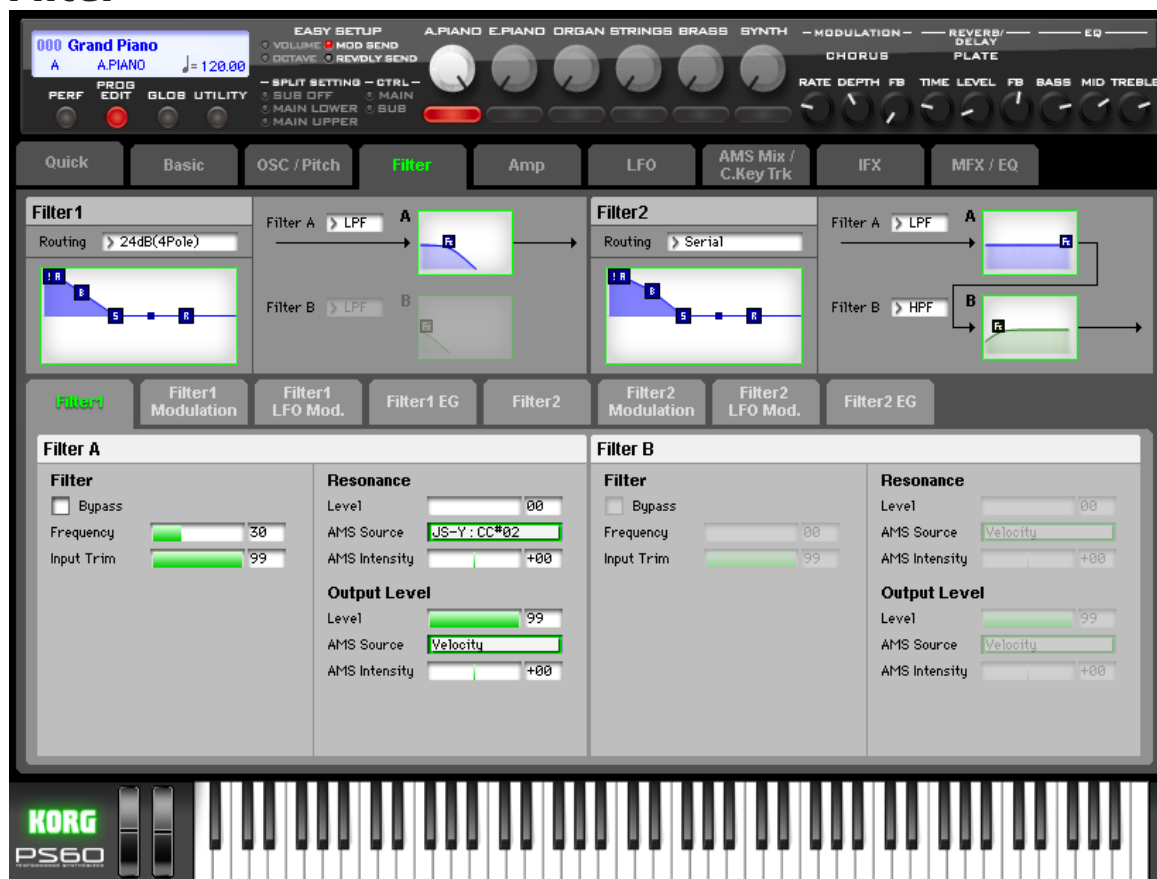 000 Grand Piano
A A.PIANO ♩= 120.00
PERF PROG EDIT GLOB UTILITY
EASY SETUP
VOLUME MOD SEND
OCTAVE REV/DLY SEND
SPLIT SETTING CTRL
SUB OFF MAIN
MAIN LOWER SUB
MAIN UPPER
A.PIANO E.PIANO ORGAN STRINGS BRASS SYNTH
MODULATION REVERB/DELAY EQ
CHORUS PLATE
RATE DEPTH FB TIME LEVEL FB BASS MID TREBLE
Quick Basic OSC / Pitch Filter Amp LFO AMS Mix / C.Key Trk IFX MFX / EQ
Filter1
Routing > 24dB(4Pole)
! A B S R
Filter A > LPF A Fc
Filter B > LPF B Fc
Filter2
Routing > Serial
! A B S R
Filter A > LPF A Fc
Filter B > HPF B Fc
Filter1 Filter1 Modulation Filter1 LFO Mod. Filter1 EG Filter2 Filter2 Modulation Filter2 LFO Mod. Filter2 EG
Filter A
Filter
Bypass
Frequency 30
Input Trim 99
Resonance
Level 00
AMS Source JS-Y:CC#02
AMS Intensity +00
Output Level
Level 99
AMS Source Velocity
AMS Intensity +00
Filter B
Filter
Bypass
Frequency 00
Input Trim 99
Resonance
Level 00
AMS Source Velocity
AMS Intensity +00
Output Level
Level 99
AMS Source Velocity
AMS Intensity +00
KORG
PS60